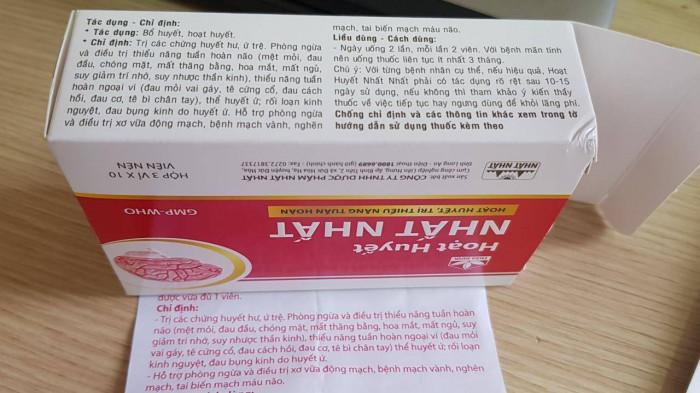 Tác dụng - Chỉ định:
* Tác dụng: Bổ huyết, hoạt huyết.
* Chỉ định: Trị các chứng huyết hư, ứ trệ. Phòng ngừa
và điều trị thiểu năng tuần hoàn não (mệt mỏi, đau
đầu, chóng mặt, mất thăng bằng, hoa mắt, mất ngủ,
suy giảm trí nhớ, suy nhược thần kinh), thiểu năng tuần
hoàn ngoại vi (đau mỏi vai gáy, tê cứng cổ, đau cách
hồi, đau cơ, tê bì chân tay), thể huyết ứ; rối loạn kinh
nguyệt, đau bụng kinh do huyết ứ. Hỗ trợ phòng ngừa
và điều trị xơ vữa động mạch, bệnh mạch vành, nghẽn
mạch, tai biến mạch máu não.
Liều dùng - Cách dùng:
- Ngày uống 2 lần, mỗi lần 2 viên. Với bệnh mãn tính
nên uống thuốc liên tục ít nhất 3 tháng.
Chú ý: Với từng bệnh nhân cụ thể, nếu hiệu quả, Hoạt
Huyết Nhất Nhất phải có tác dụng rõ rệt sau 10-15
ngày sử dụng, nếu không thì tham khảo ý kiến thầy
thuốc về việc tiếp tục hay ngưng dùng để khỏi lãng phí.
Chống chỉ định và các thông tin khác xem trong tờ
hướng dẫn sử dụng thuốc kèm theo
NHẤT NHẤT
Hoạt Huyết
NHẤT NHẤT
HOẠT HUYẾT, TRỊ THIỂU NĂNG TUẦN HOÀN
GMP-WHO
HỘP 3 VỈ X 10
VIÊN NÉN
Sản xuất bởi: CÔNG TY TNHH DƯỢC PHẨM NHẤT NHẤT
được vừa đủ 1 viên.
Chỉ định:
- Trị các chứng huyết hư, ứ trệ. Phòng ngừa và điều trị thiểu năng tuần hoàn
não (mệt mỏi, đau đầu, chóng mặt, mất thăng bằng, hoa mắt, mất ngủ, suy
giảm trí nhớ, suy nhược thần kinh), thiểu năng tuần hoàn ngoại vi (đau mỏi
vai gáy, tê cứng cổ, đau cách hồi, đau cơ, tê bì chân tay) thể huyết ứ; rối loạn
kinh nguyệt, đau bụng kinh do huyết ứ.
- Hỗ trợ phòng ngừa và điều trị xơ vữa động mạch, bệnh mạch vành, nghẽn
mạch, tai biến mạch máu não.